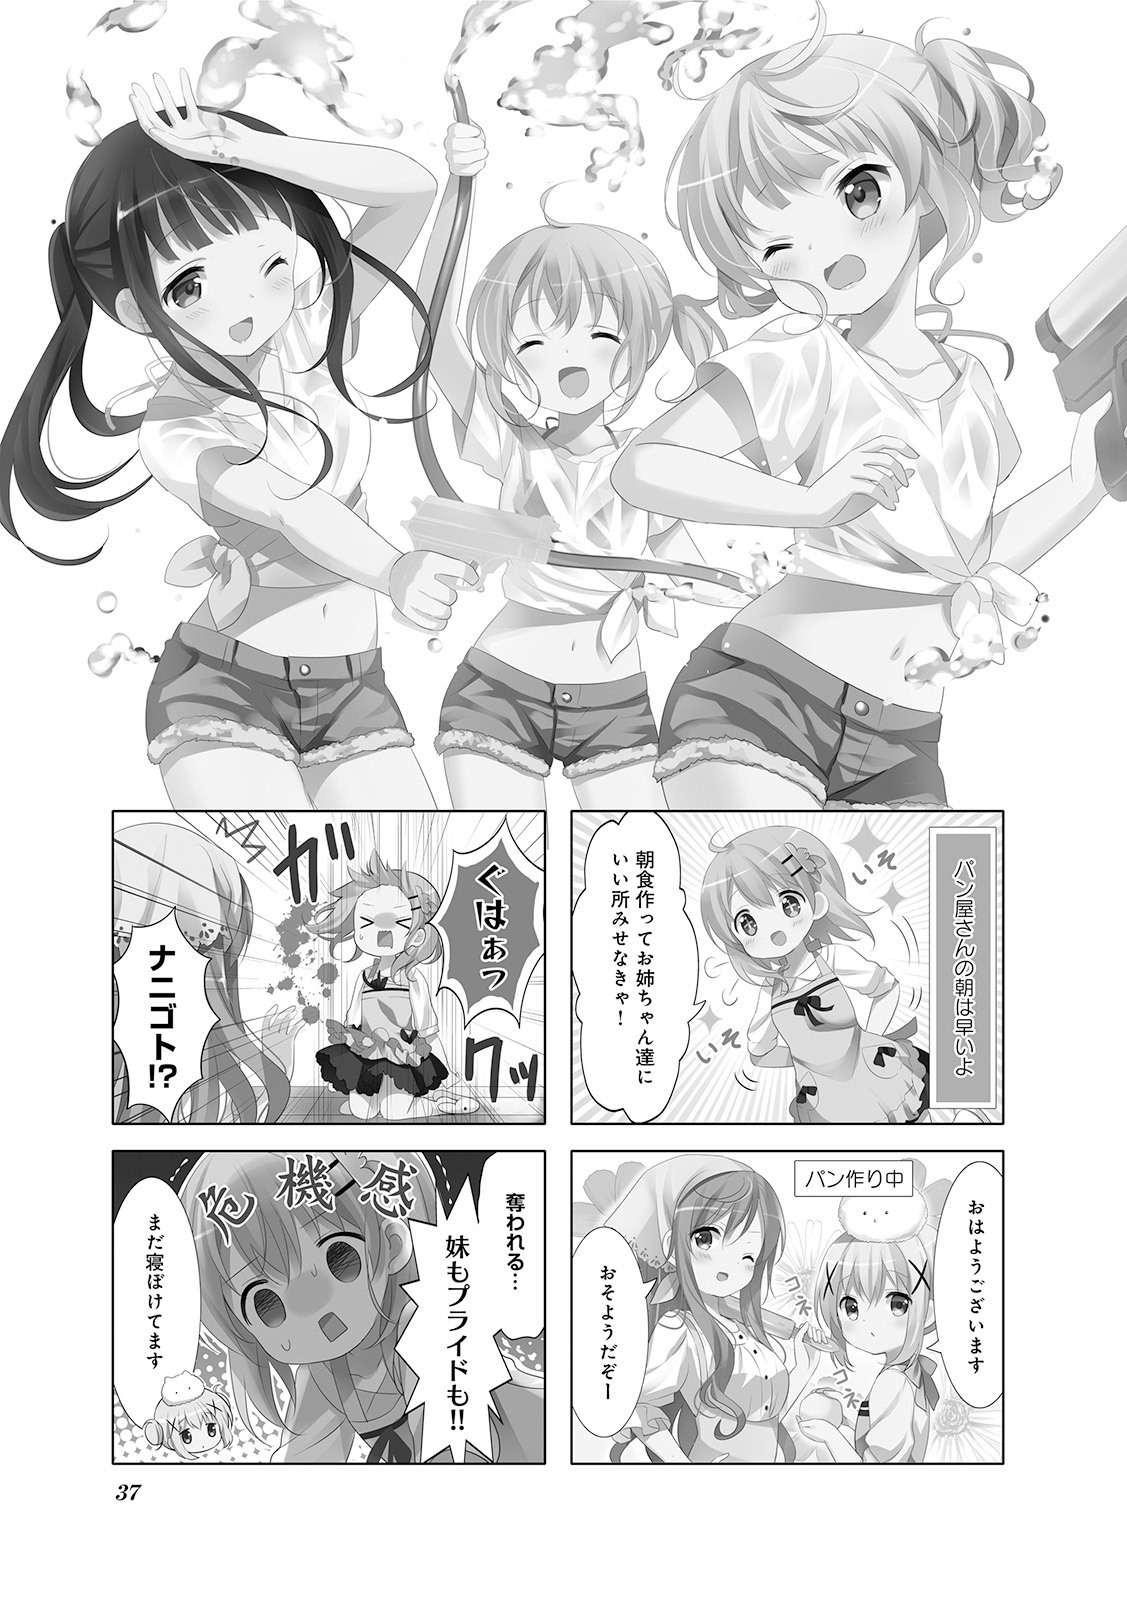 パン屋さんの朝は早いよ
いそ
朝食作ってお姉ちゃん達に
いい所みせなきゃ!
いそ
おはようございます
パン作り中
コネ
コネ
おそようだぞー
ぐはぁっ
ガ
クッ
ナニゴト!?
奪われる…
妹もプライドも!!
危機感
まだ寝ぼけてます
37